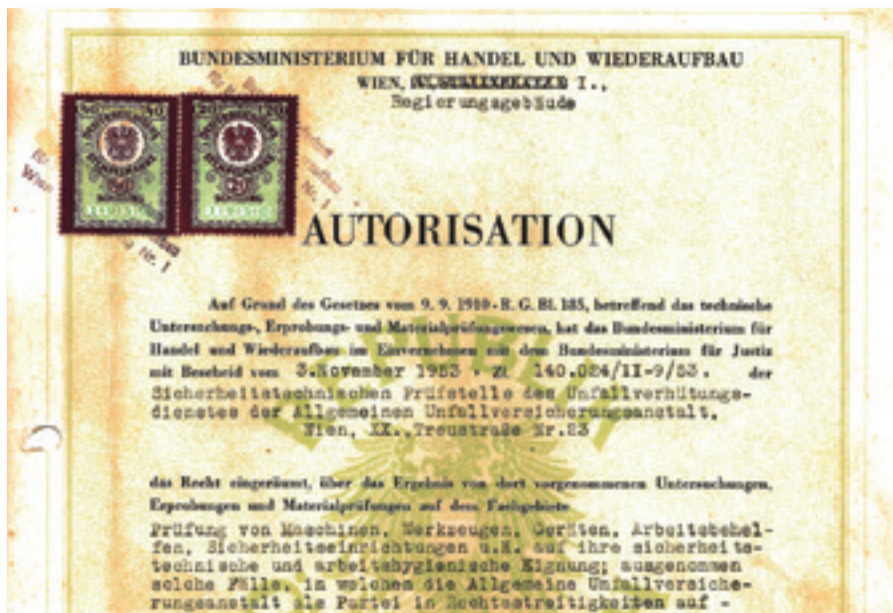 BUNDESMINISTERIUM FÜR HANDEL UND WIEDERAUFBAU
WIEN, I.,
Regierungsgebäude
AUTORISATION
Auf Grund des Gesetzes vom 9. 9. 1910 - R. G. Bl. 185, betreffend das technische
Untersuchungs-, Erprobungs- und Materialprüfungswesen, hat das Bundesministerium für
Handel und Wiederaufbau im Einvernehmen mit dem Bundesministerium für Justiz
mit Bescheid vom 3.November 1953 . Zl 140.024/II-9/53. der
Sicherheitstechnischen Prüfstelle des Unfallverhütungs-
dienstes der Allgemeinen Unfallversicherungsanstalt,
Wien, XX., Treustraße Nr.23
das Recht eingeräumt, über das Ergebnis von dort vorgenommenen Untersuchungen,
Erprobungen und Materialprüfungen auf dem Fachgebiete
Prüfung von Maschinen, Werkzeugen, Geräten, Arbeitsbehel-
fen, Sicherheitseinrichtungen u.Ä. auf ihre sicherheits-
technische und arbeitshygienische Eignung; ausgenommen
solche Fälle, in welchen die Allgemeine Unfallversiche-
rungsanstalt als Partei in Rechtsstreitigkeiten auf -
REPUBLIK